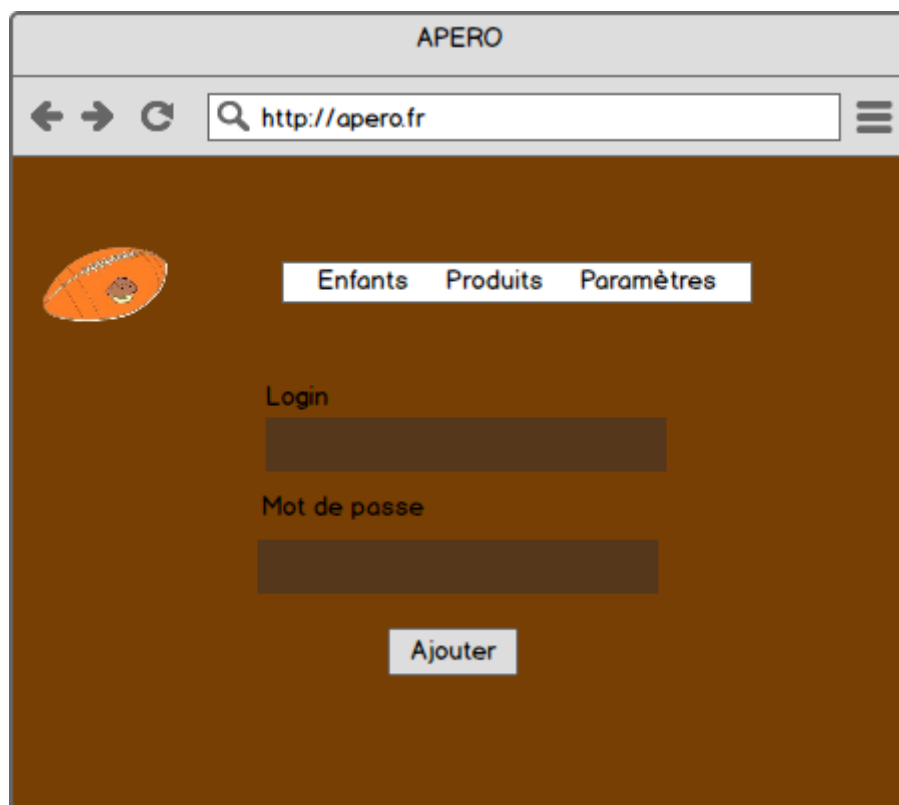 APERO
http://apero.fr
Enfants Produits Paramètres
Login
Mot de passe
Ajouter